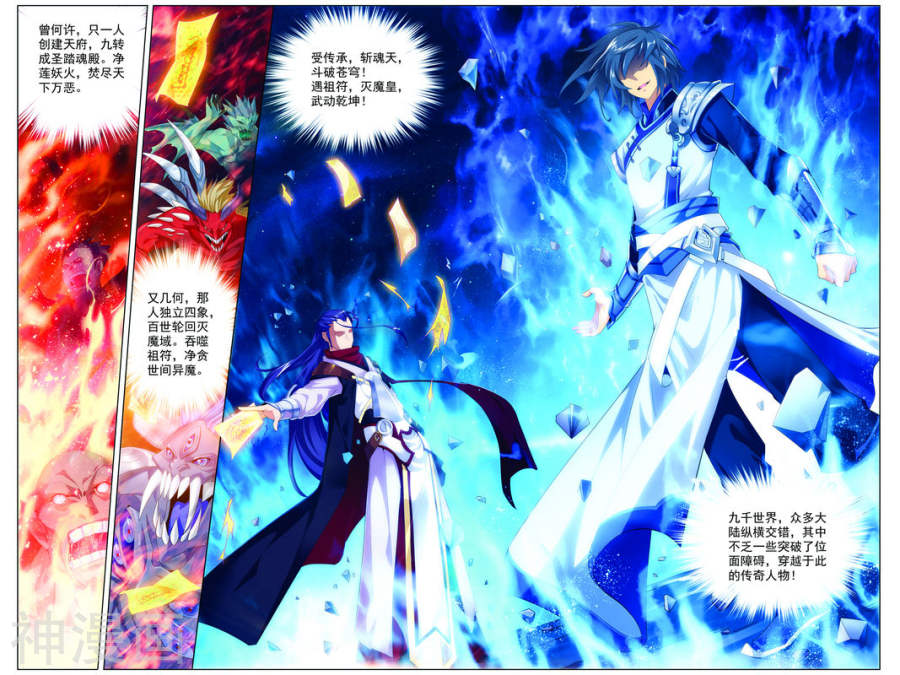 曾何许，只一人
创建天府，九转
成圣踏魂殿。净
莲妖火，焚尽天
下万恶。
又几何，那
人独立四象，
百世轮回灭
魔域。吞噬
祖符，净贪
世间异魔。
受传承，斩魂天，
斗破苍穹！
遇祖符，灭魔皇，
武动乾坤！
九千世界，众多大
陆纵横交错，其中
不乏一些突破了位
面障碍，穿越于此
的传奇人物！
神漫画